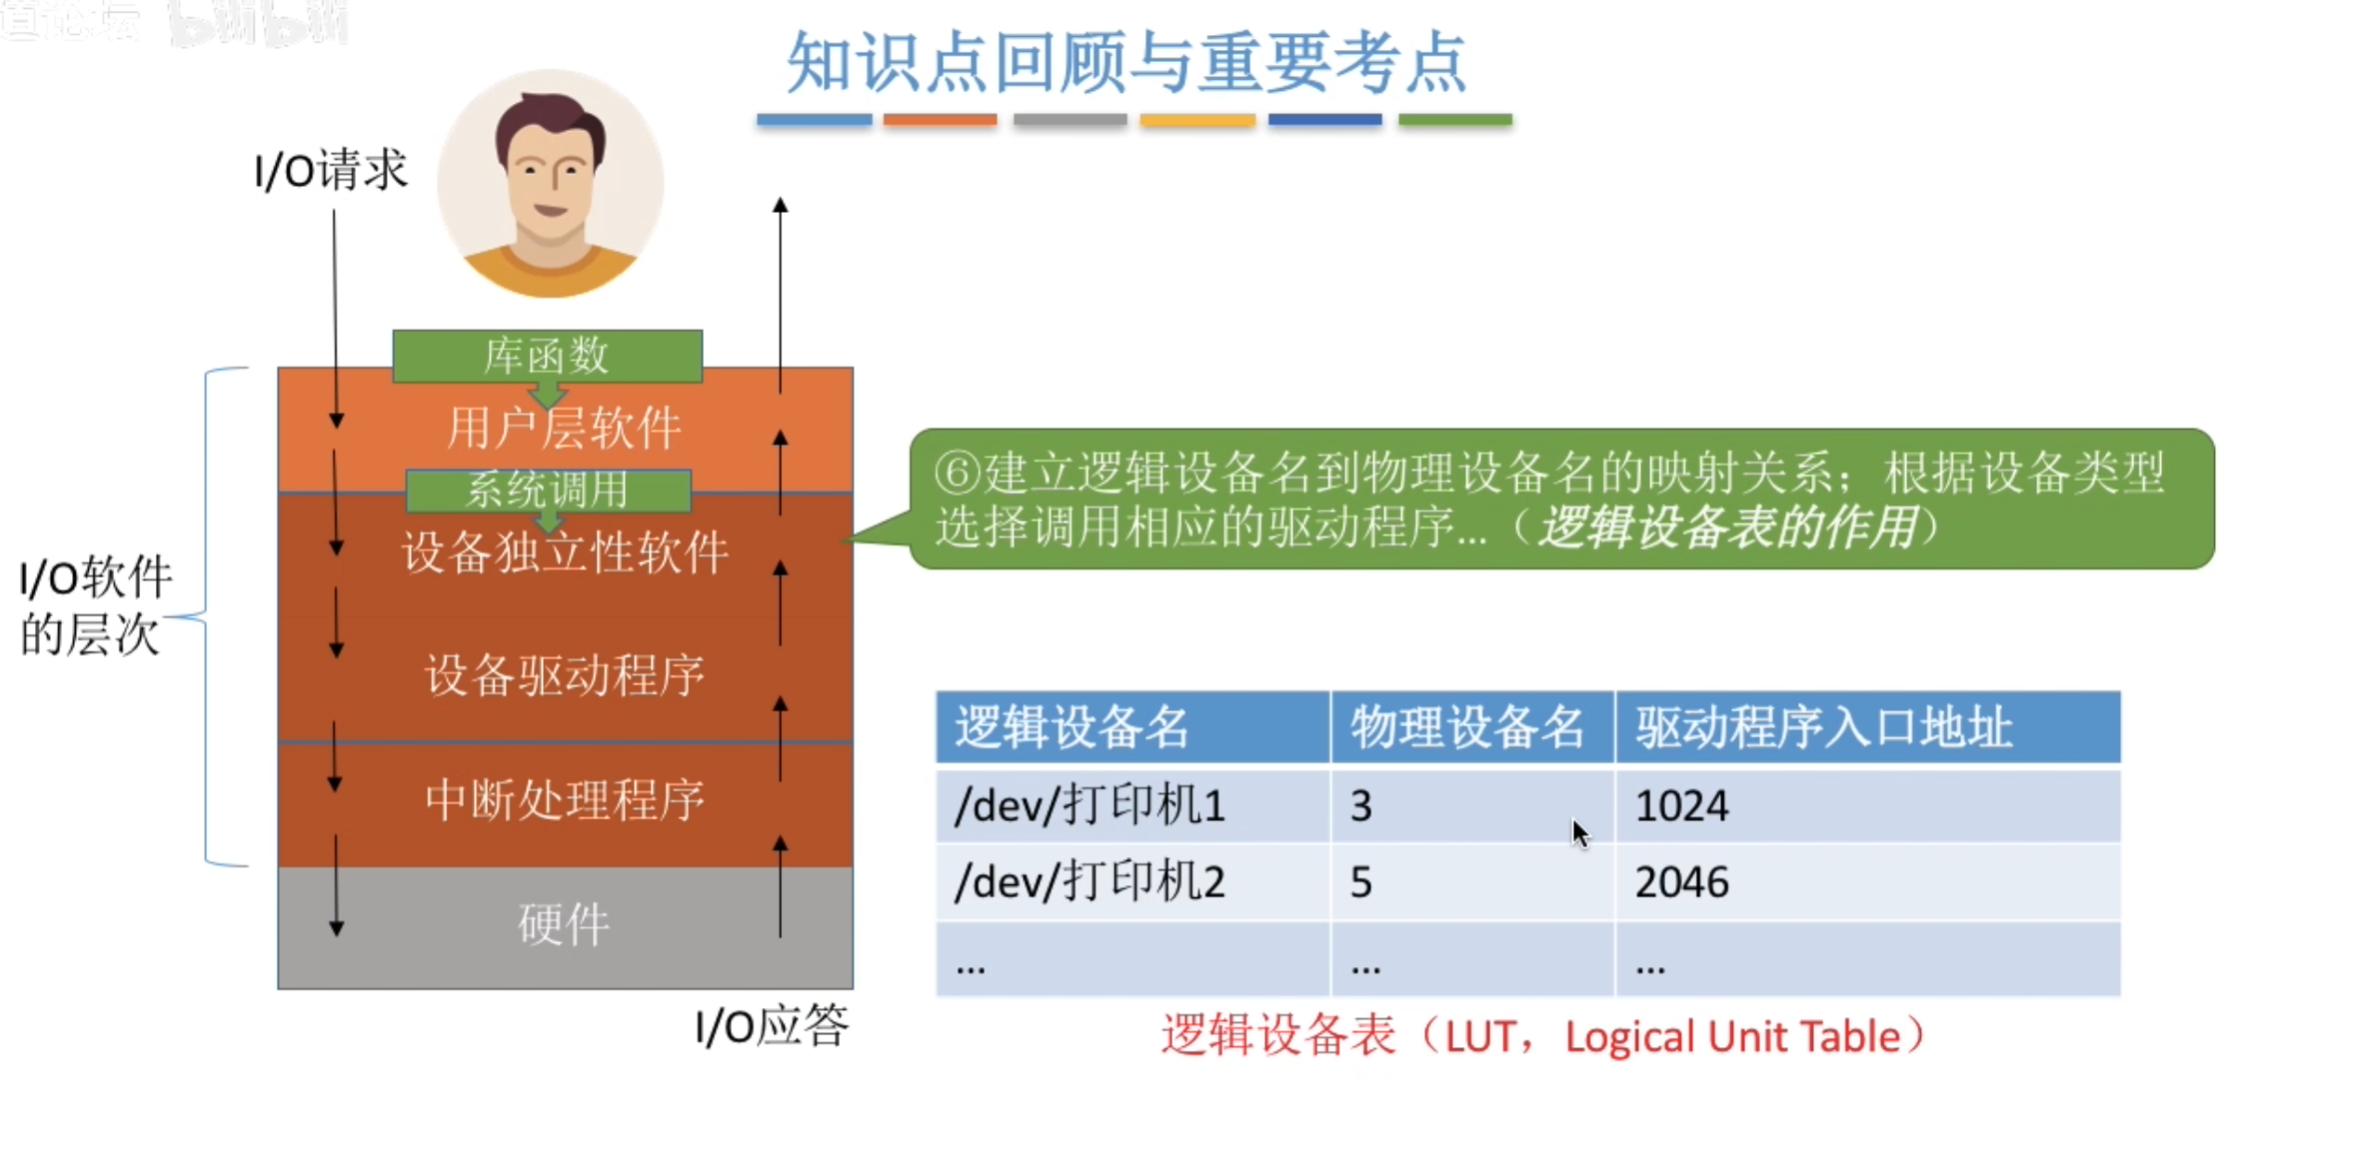 bilibili
知识点回顾与重要考点
I/O请求
库函数
用户层软件
系统调用
设备独立性软件
设备驱动程序
中断处理程序
硬件
I/O软件
的层次
I/O应答
⑥建立逻辑设备名到物理设备名的映射关系；根据设备类型
选择调用相应的驱动程序...（逻辑设备表的作用）
逻辑设备名 物理设备名 驱动程序入口地址
/dev/打印机1 3 1024
/dev/打印机2 5 2046
... ... ...
逻辑设备表（LUT，Logical Unit Table）